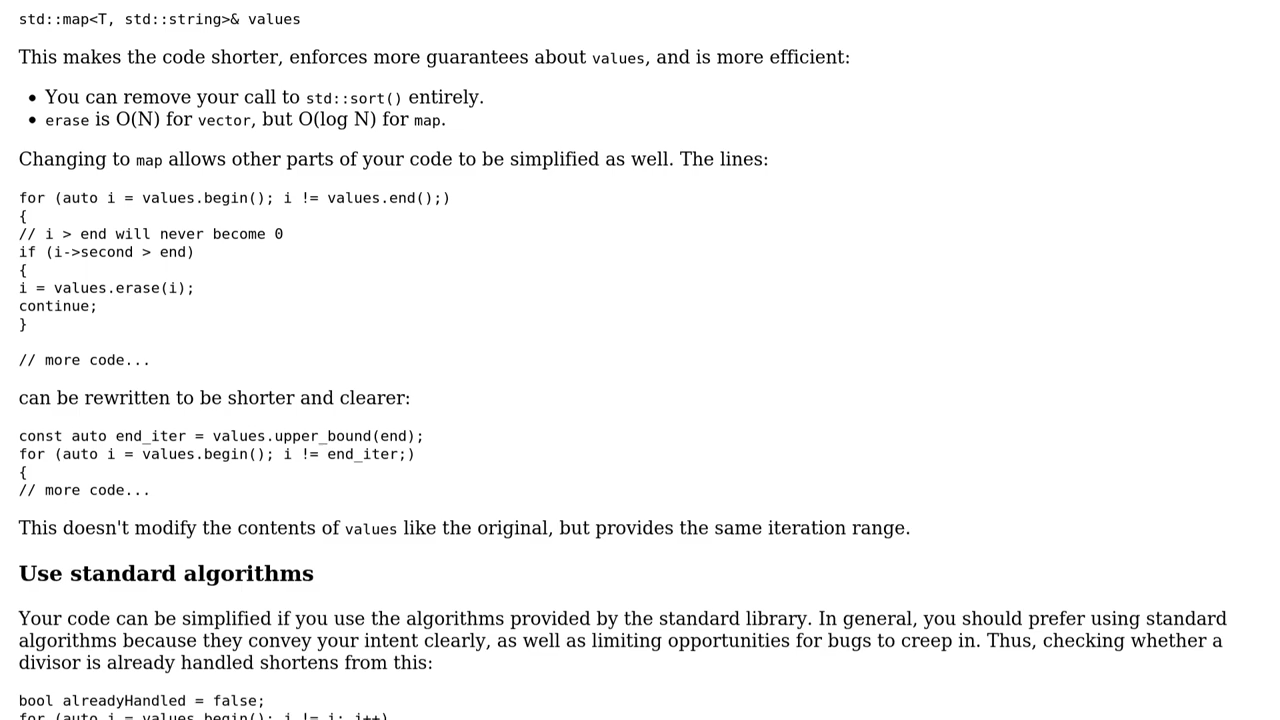 std::map<T, std::string>& values
This makes the code shorter, enforces more guarantees about values, and is more efficient:
• You can remove your call to std::sort() entirely.
• erase is O(N) for vector, but O(log N) for map.
Changing to map allows other parts of your code to be simplified as well. The lines:
for (auto i = values.begin(); i != values.end();)
{
// i > end will never become 0
if (i->second > end)
{
i = values.erase(i);
continue;
}
// more code...
can be rewritten to be shorter and clearer:
const auto end_iter = values.upper_bound(end);
for (auto i = values.begin(); i != end_iter;)
{
// more code...
This doesn't modify the contents of values like the original, but provides the same iteration range.
Use standard algorithms
Your code can be simplified if you use the algorithms provided by the standard library. In general, you should prefer using standard
algorithms because they convey your intent clearly, as well as limiting opportunities for bugs to creep in. Thus, checking whether a
divisor is already handled shortens from this:
bool alreadyHandled = false;
for (auto i = values.begin(); i != i; i++)